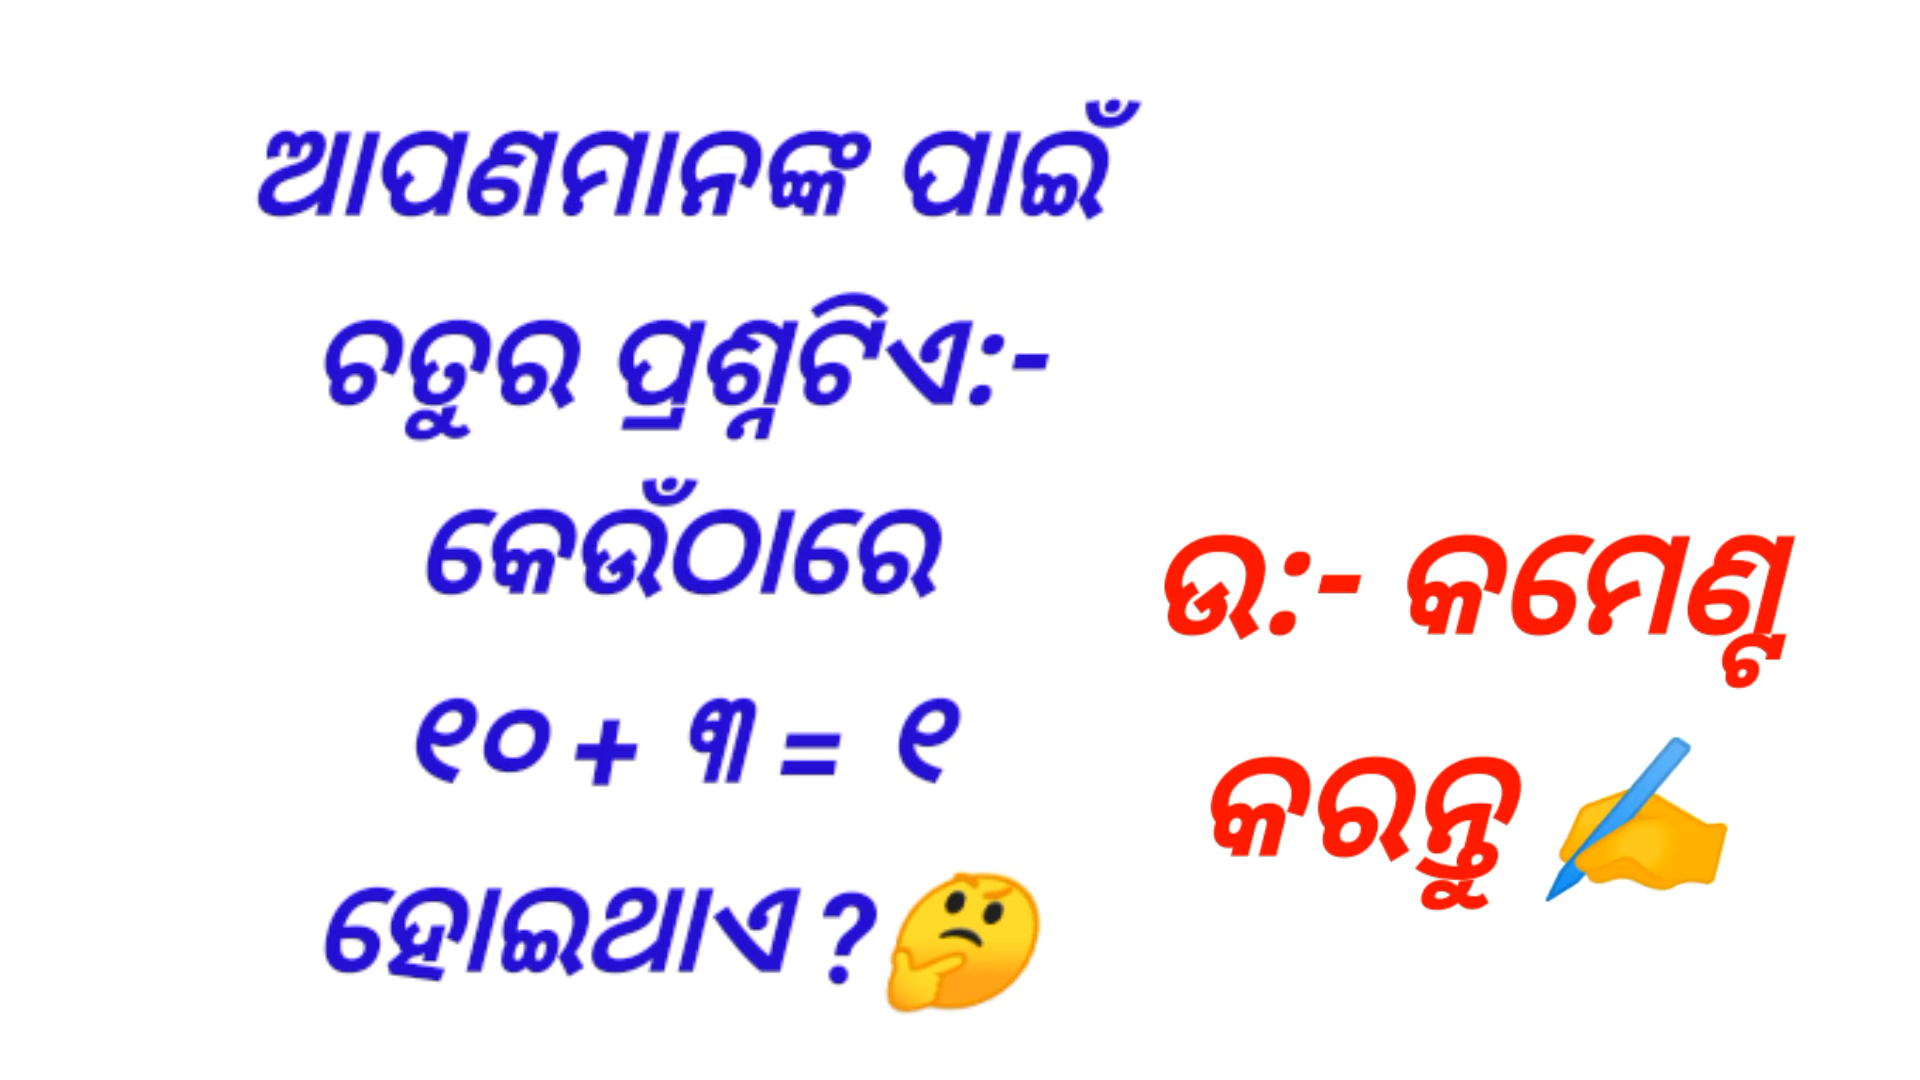 ଆପଣମାନଙ୍କ ପାଇଁ
ଚତୁର ପ୍ରଶ୍ନଟିଏ:-
କେଉଁଠାରେ
୧୦ + ୩ = ୧
ହୋଇଥାଏ ? 🤔
ଉ:- କମେଣ୍ଟ
କରନ୍ତୁ ✍️